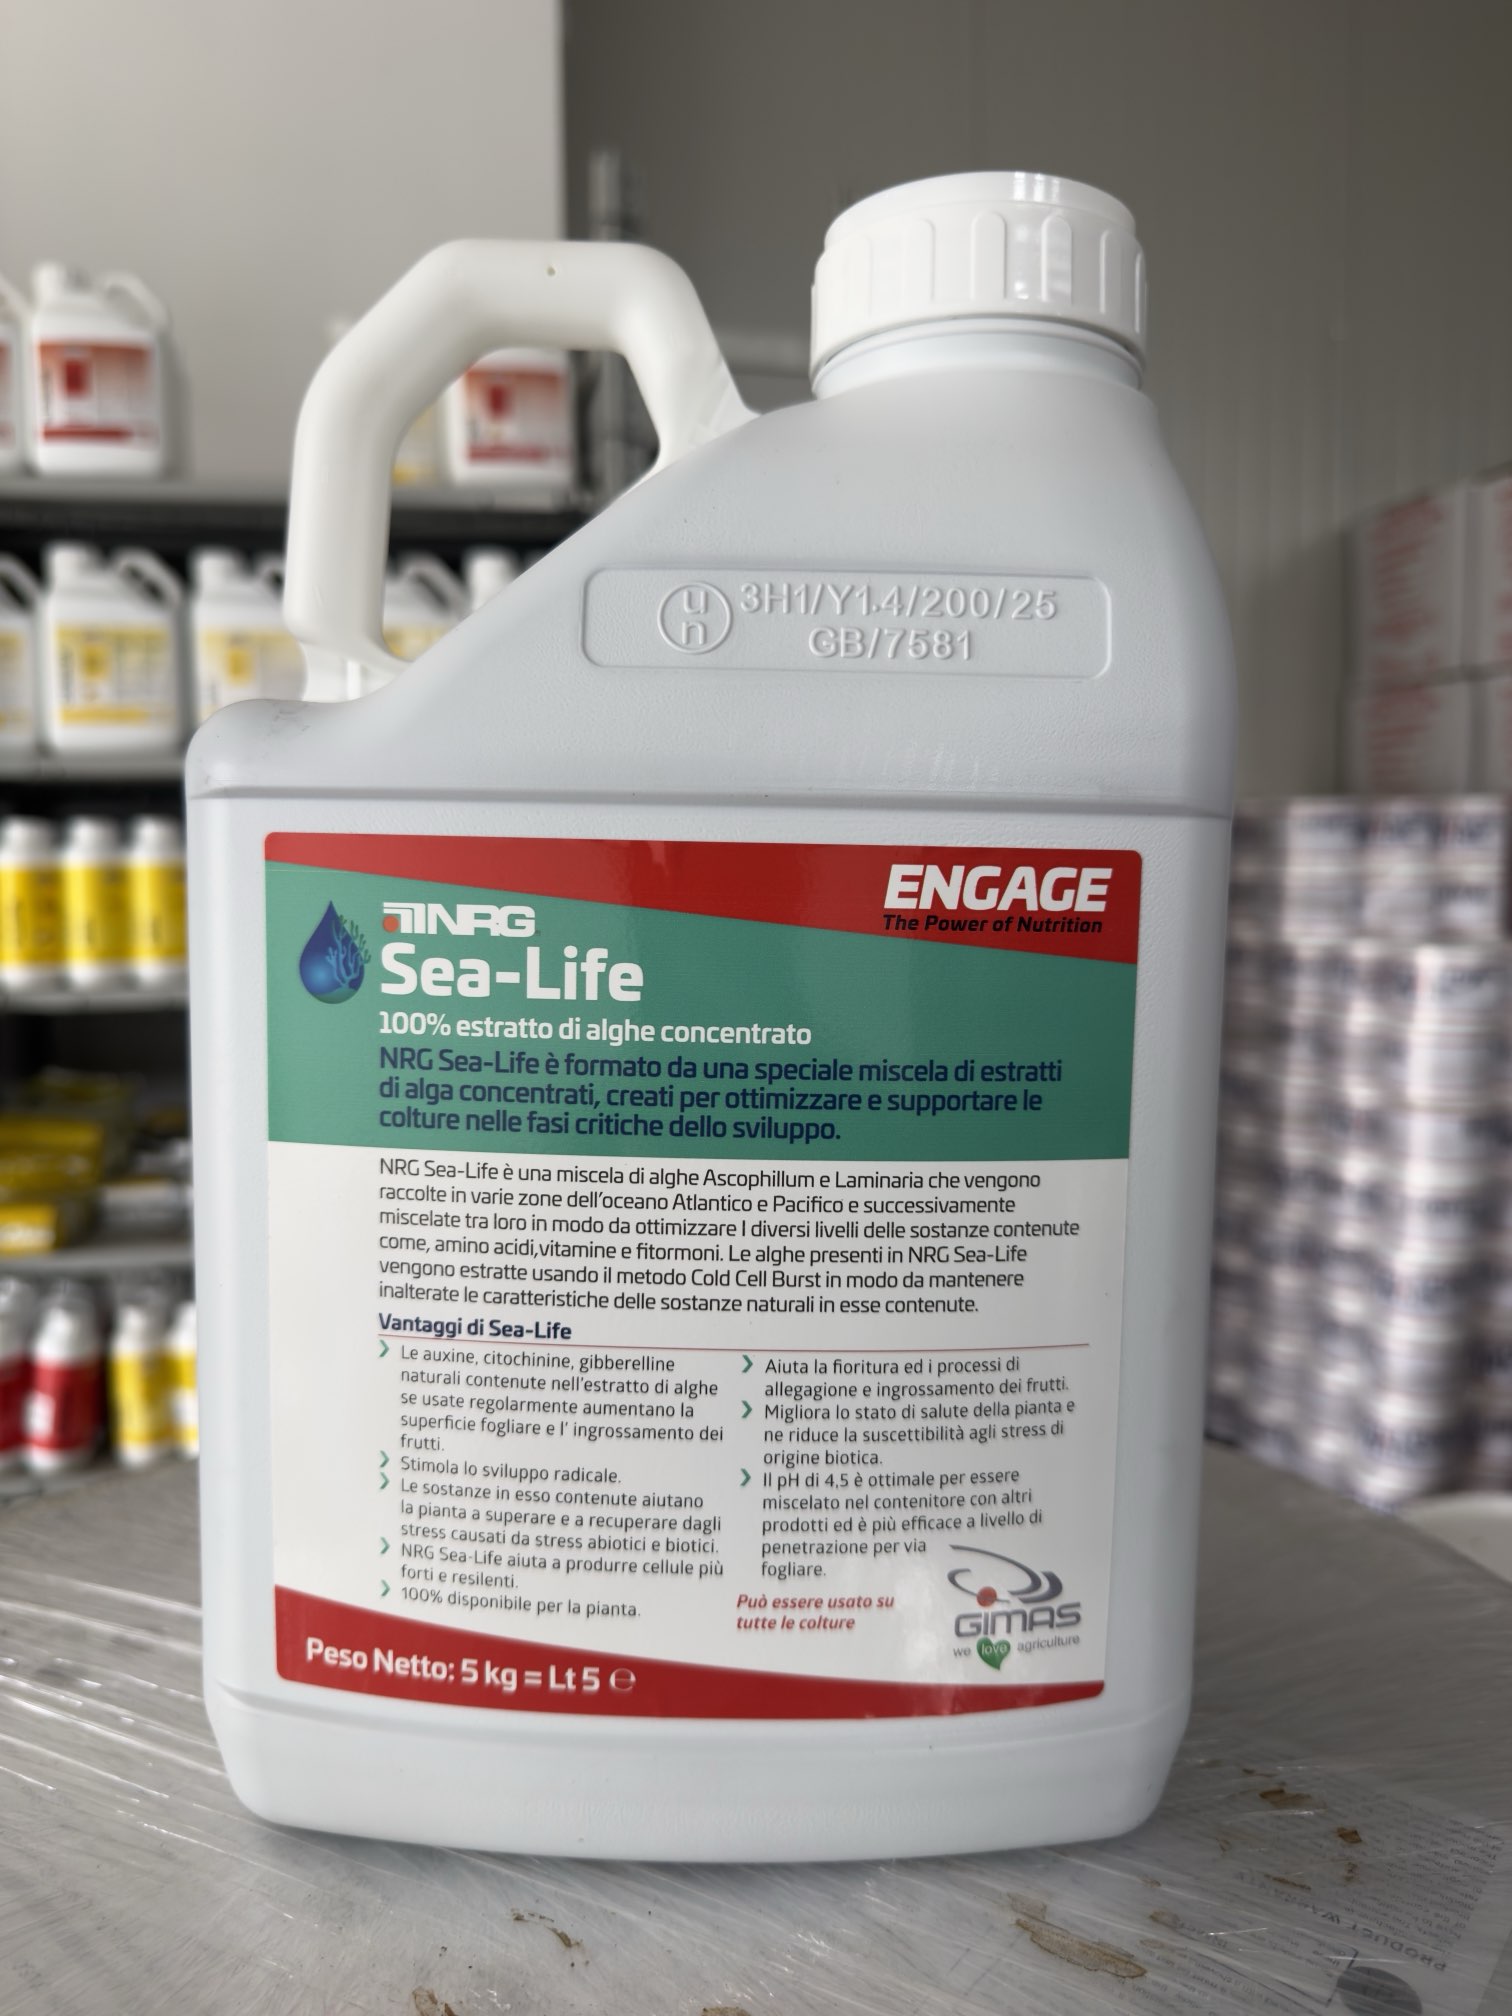 un 3H1/Y1.4/200/25
GB/7581
ENGAGE
The Power of Nutrition
NRG
Sea-Life
100% estratto di alghe concentrato
NRG Sea-Life è formato da una speciale miscela di estratti
di alga concentrati, creati per ottimizzare e supportare le
colture nelle fasi critiche dello sviluppo.
NRG Sea-Life è una miscela di alghe Ascophillum e Laminaria che vengono
raccolte in varie zone dell'oceano Atlantico e Pacifico e successivamente
miscelate tra loro in modo da ottimizzare I diversi livelli delle sostanze contenute
come, amino acidi,vitamine e fitormoni. Le alghe presenti in NRG Sea-Life
vengono estratte usando il metodo Cold Cell Burst in modo da mantenere
inalterate le caratteristiche delle sostanze naturali in esse contenute.
Vantaggi di Sea-Life
Le auxine, citochinine, gibberelline
naturali contenute nell'estratto di alghe
se usate regolarmente aumentano la
superficie fogliare e l' ingrossamento dei
frutti.
Stimola lo sviluppo radicale.
Le sostanze in esso contenute aiutano
la pianta a superare e a recuperare dagli
stress causati da stress abiotici e biotici.
NRG Sea-Life aiuta a produrre cellule più
forti e resilienti.
100% disponibile per la pianta.
Aiuta la fioritura ed i processi di
allegagione e ingrossamento dei frutti.
Migliora lo stato di salute della pianta e
ne riduce la suscettibilità agli stress di
origine biotica.
Il pH di 4,5 è ottimale per essere
miscelato nel contenitore con altri
prodotti ed è più efficace a livello di
penetrazione per via
fogliare.
Può essere usato su
tutte le colture
GIMAS
we love agriculture
Peso Netto: 5 kg = Lt 5 ℮
PRODUCT